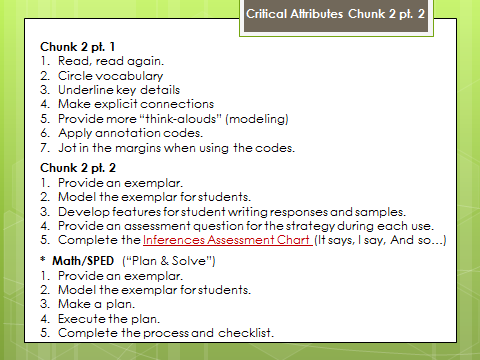 Critical Attributes Chunk 2 pt. 2
Chunk 2 pt. 1
1. Read, read again.
2. Circle vocabulary
3. Underline key details
4. Make explicit connections
5. Provide more “think-alouds” (modeling)
6. Apply annotation codes.
7. Jot in the margins when using the codes.
Chunk 2 pt. 2
1. Provide an exemplar.
2. Model the exemplar for students.
3. Develop features for student writing responses and samples.
4. Provide an assessment question for the strategy during each use.
5. Complete the Inferences Assessment Chart (It says, I say, And so…)
* Math/SPED (“Plan & Solve”)
1. Provide an exemplar.
2. Model the exemplar for students.
3. Make a plan.
4. Execute the plan.
5. Complete the process and checklist.